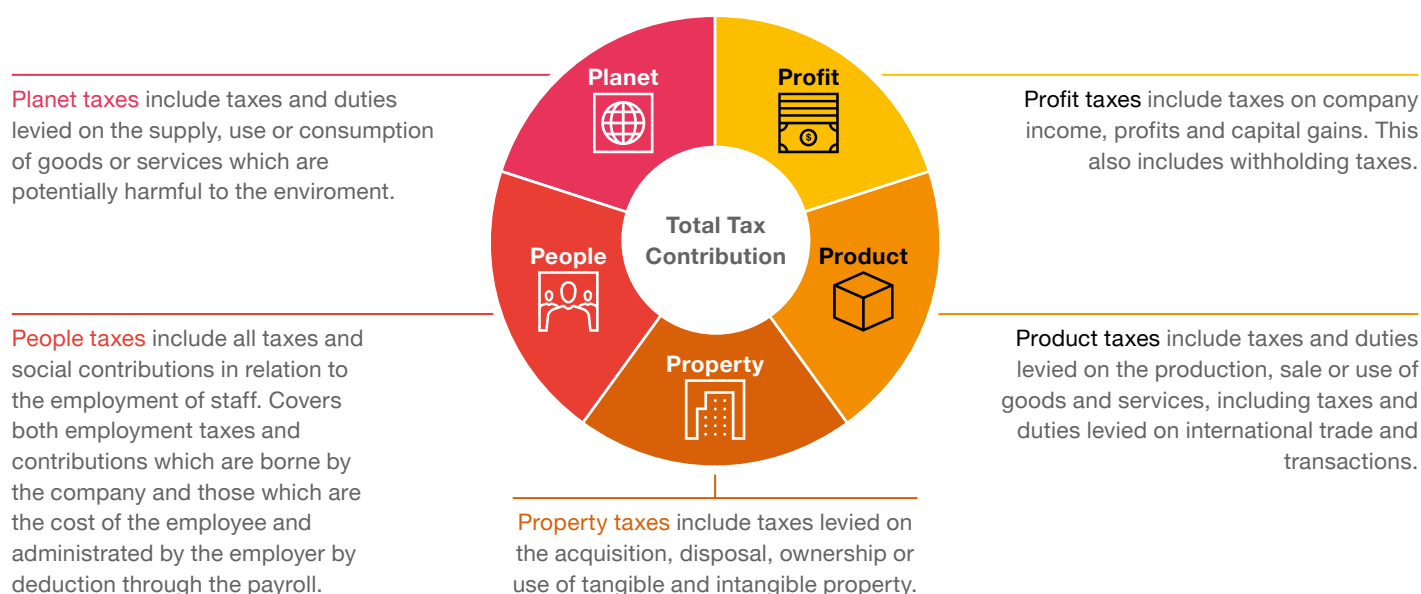 Planet
Profit
Planet taxes include taxes and duties
levied on the supply, use or consumption
of goods or services which are
potentially harmful to the enviroment.
Profit taxes include taxes on company
income, profits and capital gains. This
also includes withholding taxes.
Total Tax
Contribution
People
Product
People taxes include all taxes and
social contributions in relation to
the employment of staff. Covers
both employment taxes and
contributions which are borne by
the company and those which are
the cost of the employee and
administrated by the employer by
deduction through the payroll.
Product taxes include taxes and duties
levied on the production, sale or use of
goods and services, including taxes and
duties levied on international trade and
transactions.
Property
Property taxes include taxes levied on
the acquisition, disposal, ownership or
use of tangible and intangible property.